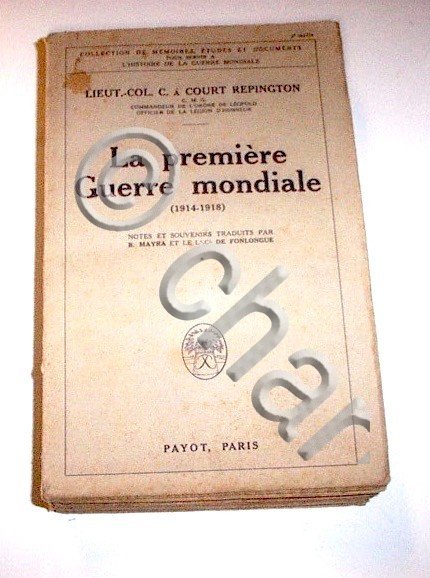 COLLECTION DE MÉMOIRES, ÉTUDES ET DOCUMENTS
POUR SERVIR A
L'HISTOIRE DE LA GUERRE MONDIALE
LIEUT.-COL. C. A COURT REPINGTON
C. M. G.
COMMANDEUR DE L'ORDRE DE LÉOPOLD
OFFICIER DE LA LÉGION D'HONNEUR
La première
Guerre mondiale
(1914-1918)
NOTES ET SOUVENIRS TRADUITS PAR
B. MAYRA ET LE DE FONLONGUE
PAYOT, PARIS
© char